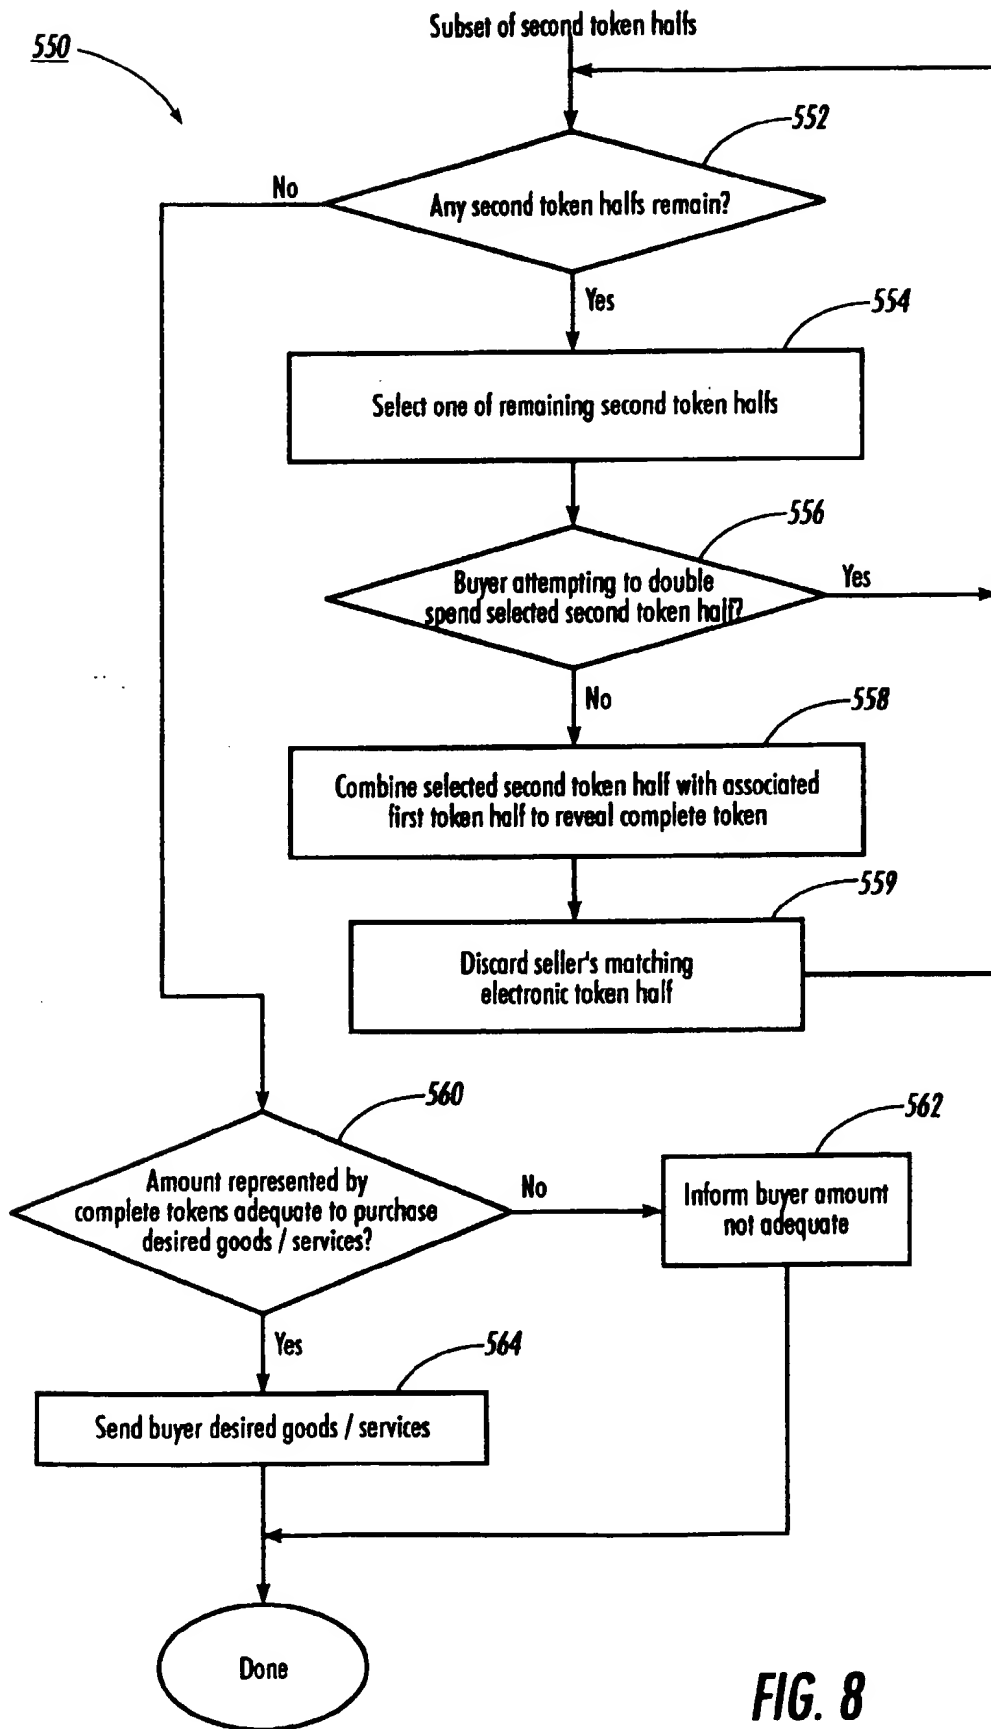 550
Subset of second token halfs
552
No
Any second token halfs remain?
Yes
554
Select one of remaining second token halfs
556
Buyer attempting to double
spend selected second token half?
Yes
No
558
Combine selected second token half with associated
first token half to reveal complete token
559
Discard seller's matching
electronic token half
560
562
Amount represented by
complete tokens adequate to purchase
desired goods / services?
No
Inform buyer amount
not adequate
Yes
564
Send buyer desired goods / services
Done
FIG. 8